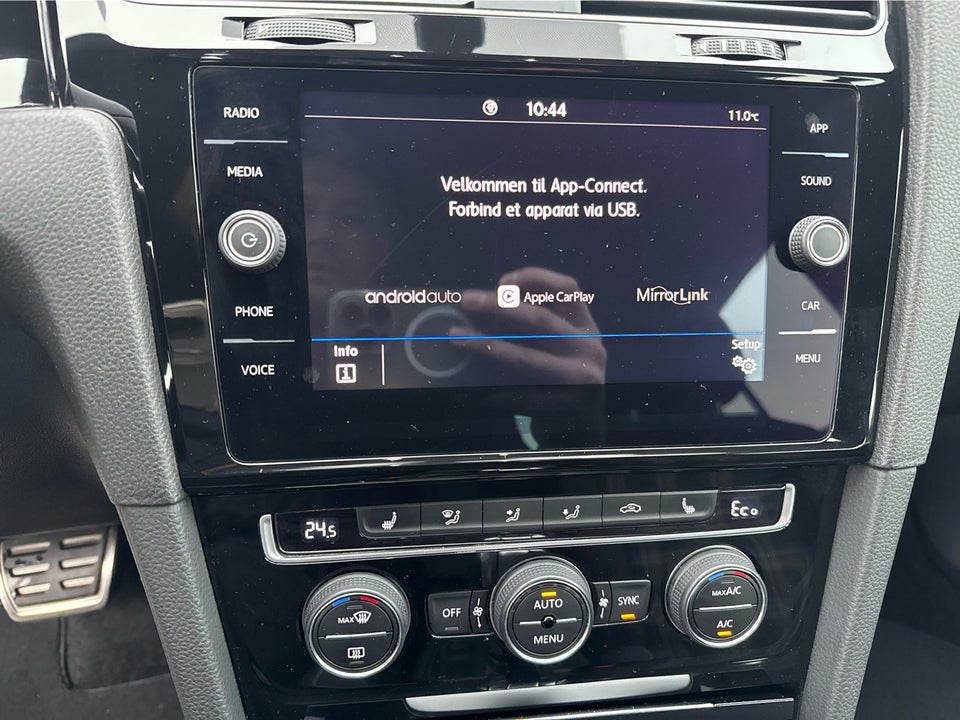 RADIO
MEDIA
PHONE
VOICE
10:44
11.0°C
Velkommen til App-Connect.
Forbind et apparat via USB.
androidauto
Apple CarPlay
MirrorLink
Info
Setup
APP
SOUND
CAR
MENU
24.5
Eco
MAX
OFF
AUTO
MENU
SYNC
MAX A/C
A/C